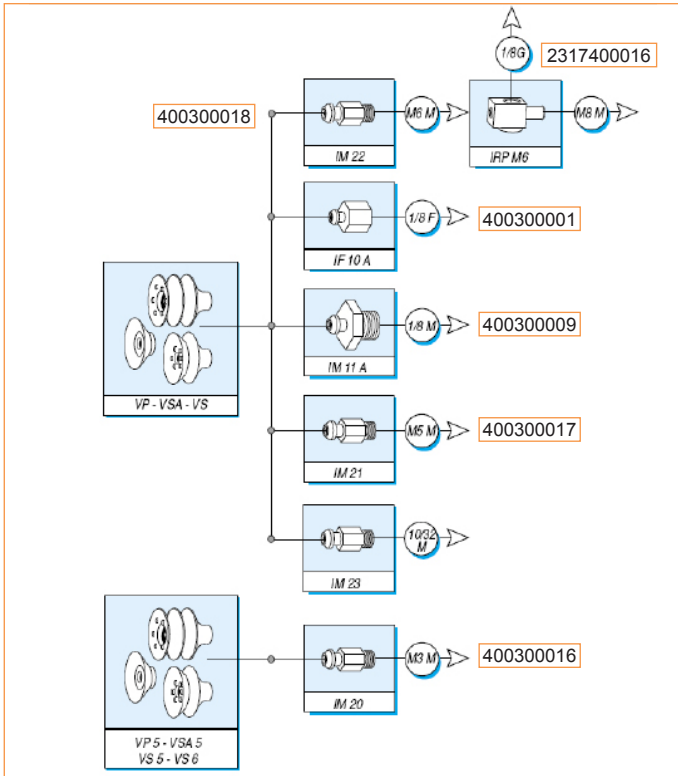 1/8G
2317400016
400300018
M6 M
M8 M
IM 22
IRP M6
1/8 F
400300001
IF 10 A
1/8 M
400300009
IM 11 A
VP - VSA - VS
M5 M
400300017
IM 21
10/32
M
IM 23
M3 M
400300016
IM 20
VP 5 - VSA 5
VS 5 - VS 6